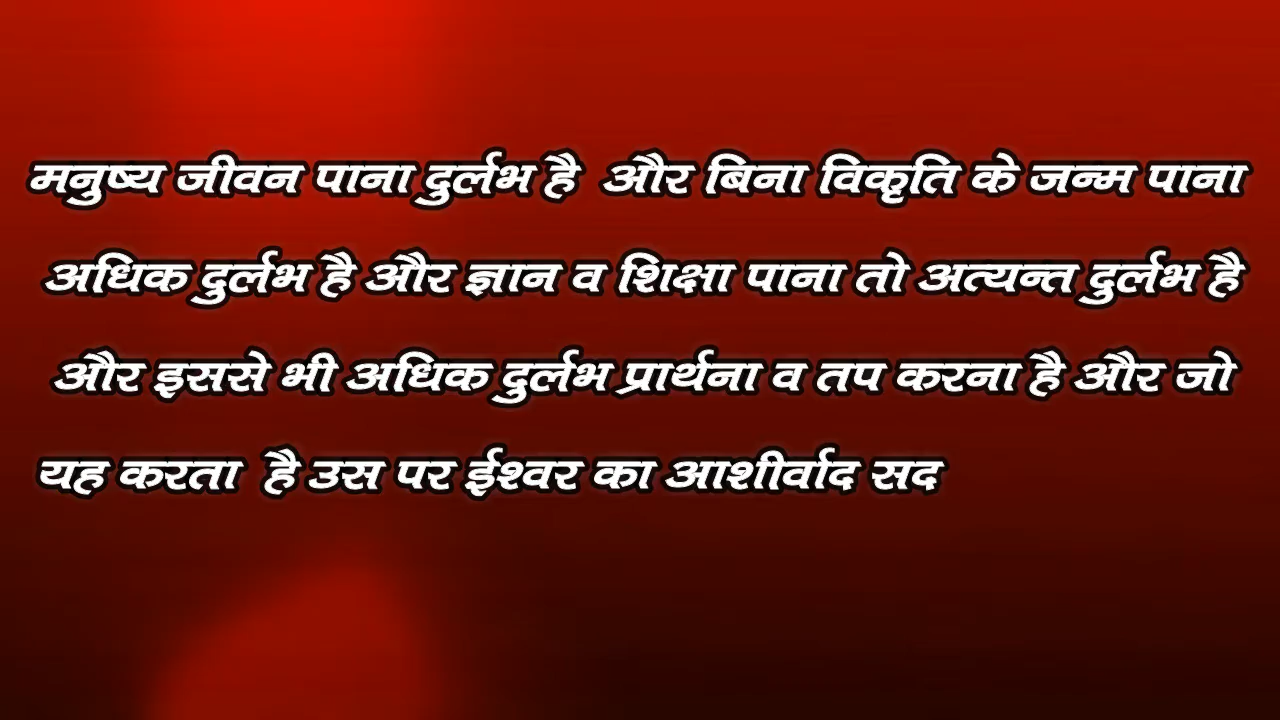 मनुष्य जीवन पाना दुर्लभ है और बिना विकृति के जन्म पाना
अधिक दुर्लभ है और ज्ञान व शिक्षा पाना तो अत्यन्त दुर्लभ है
और इससे भी अधिक दुर्लभ प्रार्थना व तप करना है और जो
यह करता है उस पर ईश्वर का आशीर्वाद सद